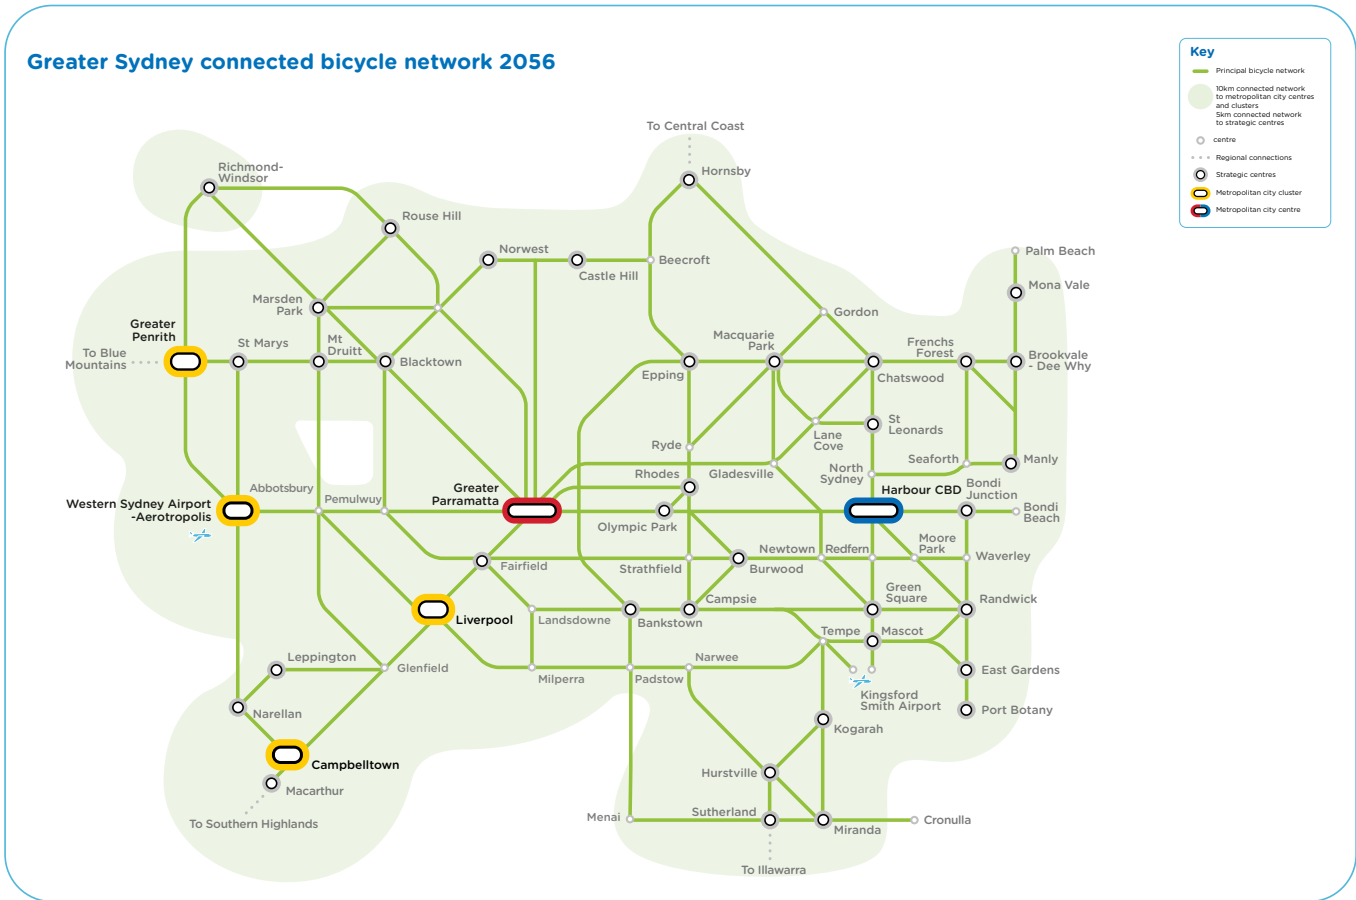 Greater Sydney connected bicycle network 2056
Key
Principal bicycle network
10km connected network
to metropolitan city centres
and clusters
5km connected network
to strategic centres
centre
Regional connections
Strategic centres
Metropolitan city cluster
Metropolitan city centre
To Central Coast
Hornsby
Richmond-
Windsor
Rouse Hill
Norwest
Castle Hill
Beecroft
Palm Beach
Mona Vale
Marsden
Park
Gordon
Greater
Penrith
St Marys
Mt
Druitt
Blacktown
Macquarie
Park
Frenchs
Forest
To Blue
Mountains
Epping
Chatswood
Brookvale
- Dee Why
St
Leonards
Lane
Cove
Ryde
Rhodes
Gladesville
North
Sydney
Seaforth
Manly
Abbotsbury
Pemulwuy
Greater
Parramatta
Harbour CBD
Bondi
Junction
Western Sydney Airport
-Aerotropolis
Olympic Park
Bondi
Beach
Moore
Park
Fairfield
Strathfield
Burwood
Newtown
Redfern
Waverley
Green
Square
Campsie
Randwick
Liverpool
Landsdowne
Bankstown
Tempe
Mascot
Leppington
Glenfield
Milperra
Padstow
Narwee
East Gardens
Kingsford
Smith Airport
Narellan
Port Botany
Kogarah
Campbelltown
Hurstville
Macarthur
To Southern Highlands
Menai
Sutherland
Miranda
Cronulla
To Illawarra